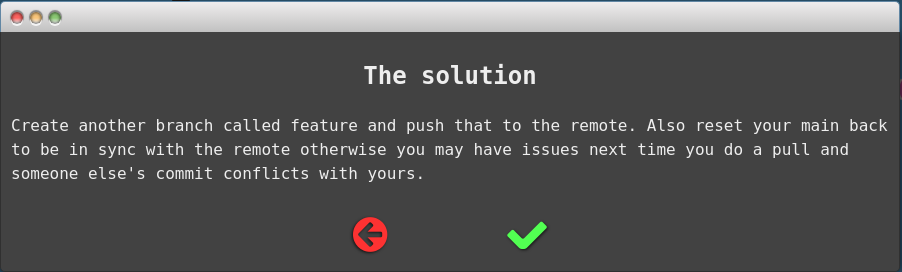 The solution
Create another branch called feature and push that to the remote. Also reset your main back
to be in sync with the remote otherwise you may have issues next time you do a pull and
someone else's commit conflicts with yours.